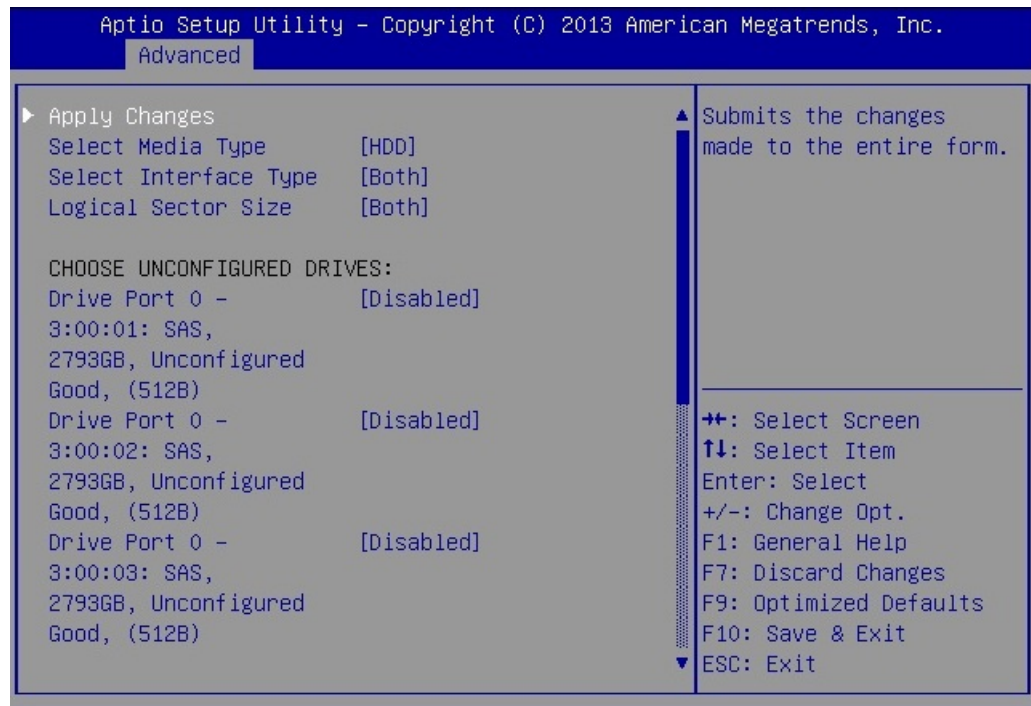 Aptio Setup Utility – Copyright (C) 2013 American Megatrends, Inc.
Advanced
Apply Changes
Select Media Type [HDD]
Select Interface Type [Both]
Logical Sector Size [Both]
CHOOSE UNCONFIGURED DRIVES:
Drive Port 0 – [Disabled]
3:00:01: SAS,
2793GB, Unconfigured
Good, (512B)
Drive Port 0 – [Disabled]
3:00:02: SAS,
2793GB, Unconfigured
Good, (512B)
Drive Port 0 – [Disabled]
3:00:03: SAS,
2793GB, Unconfigured
Good, (512B)
Submits the changes
made to the entire form.
→←: Select Screen
↑↓: Select Item
Enter: Select
+/-: Change Opt.
F1: General Help
F7: Discard Changes
F9: Optimized Defaults
F10: Save & Exit
ESC: Exit